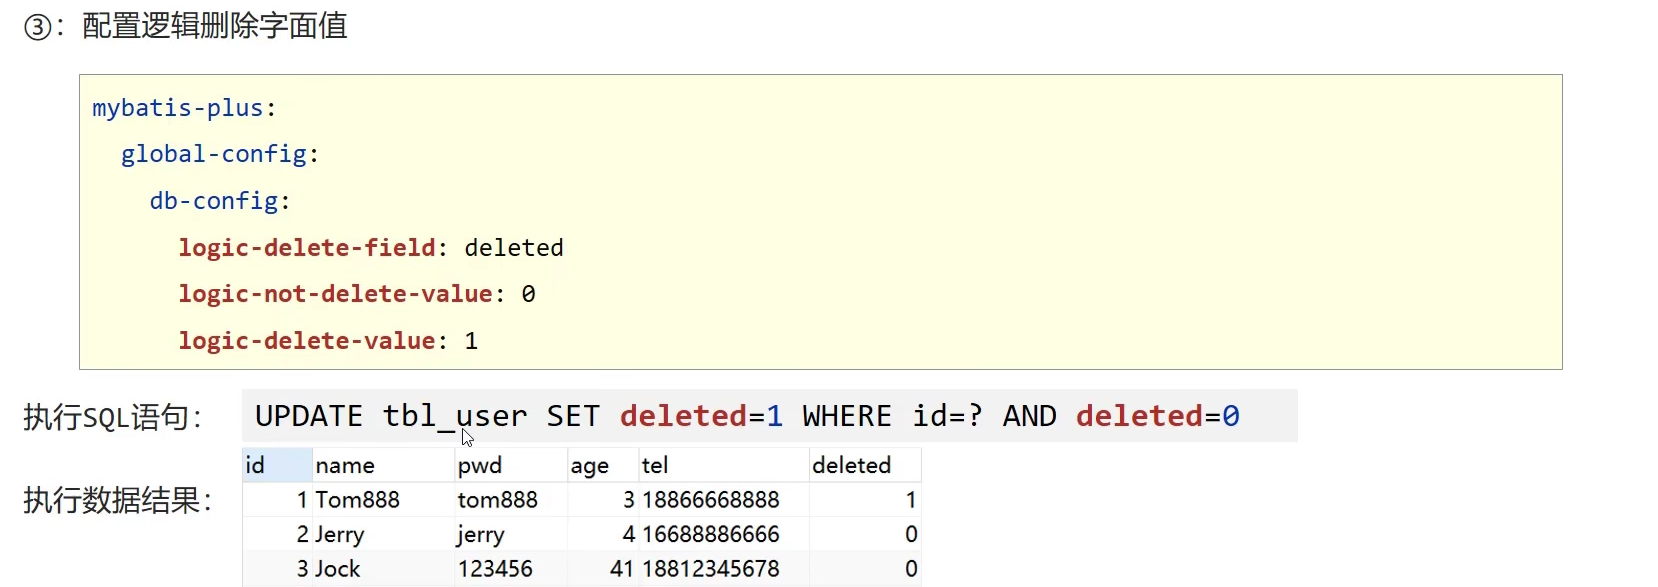 ③：配置逻辑删除字面值
mybatis-plus:
global-config:
db-config:
logic-delete-field: deleted
logic-not-delete-value: 0
logic-delete-value: 1
执行SQL语句： UPDATE tbl_user SET deleted=1 WHERE id=? AND deleted=0
执行数据结果：
id name pwd age tel deleted
1 Tom888 tom888 3 18866668888 1
2 Jerry jerry 4 16688886666 0
3 Jock 123456 41 18812345678 0